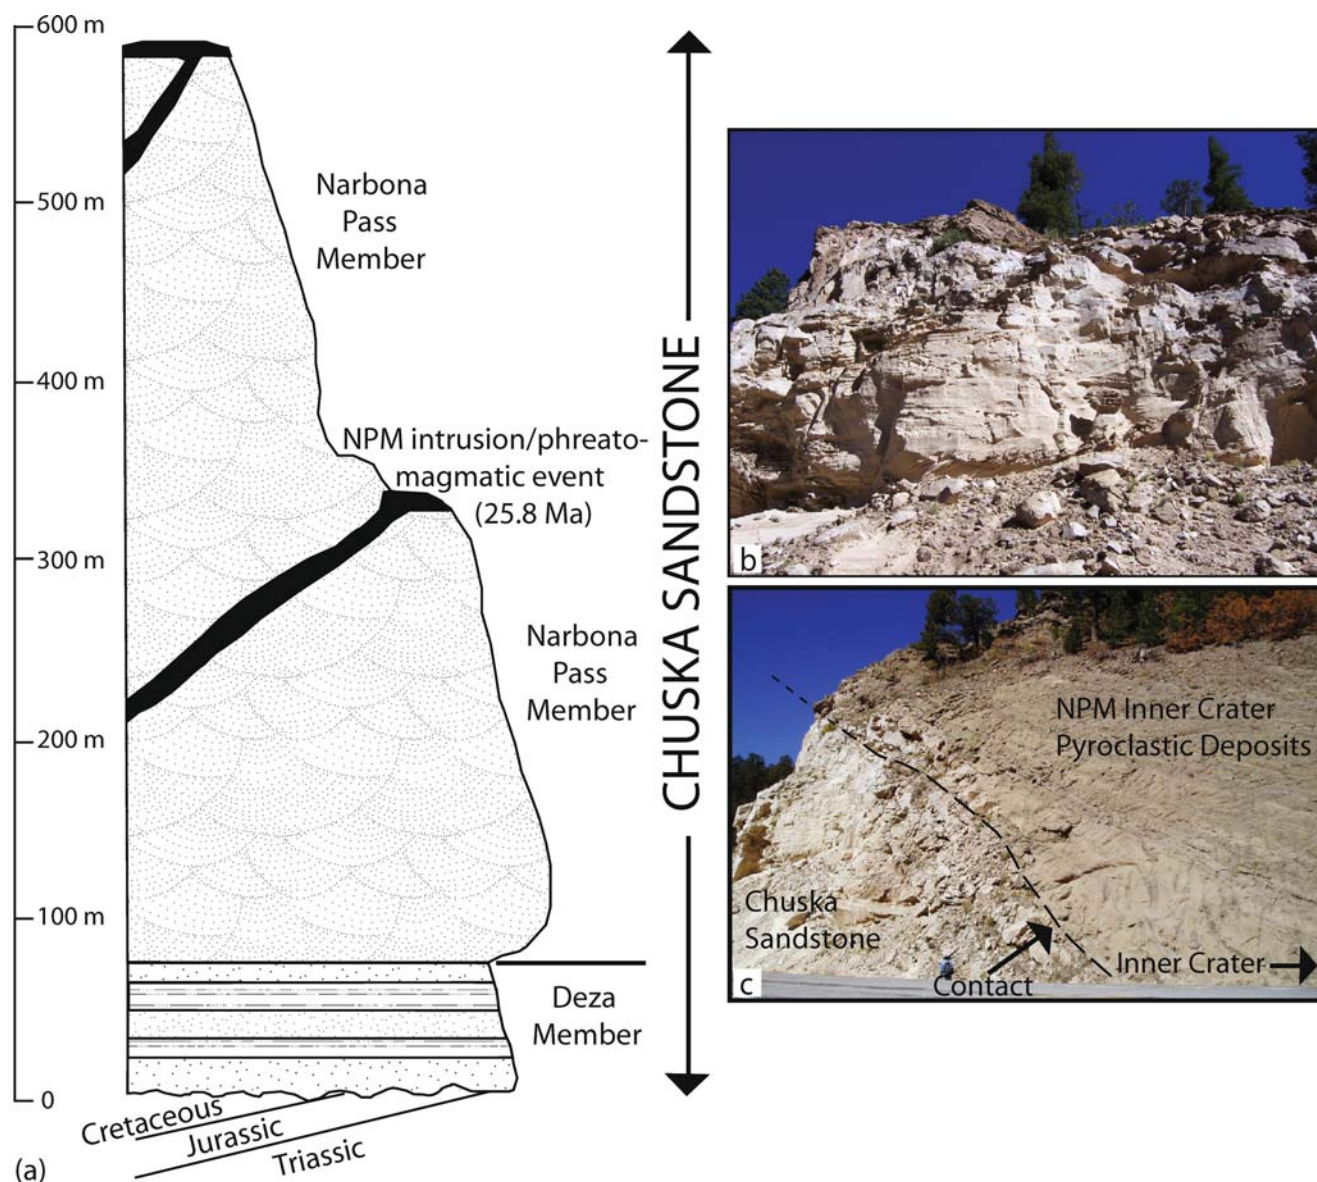 600 m
500 m
400 m
300 m
200 m
100 m
0
Narbona
Pass
Member
NPM intrusion/phreato-
magmatic event
(25.8 Ma)
Narbona
Pass
Member
Deza
Member
Cretaceous
Jurassic
Triassic
(a)
CHUSKA SANDSTONE
b
NPM Inner Crater
Pyroclastic Deposits
Chuska
Sandstone
Contact
Inner Crater
c